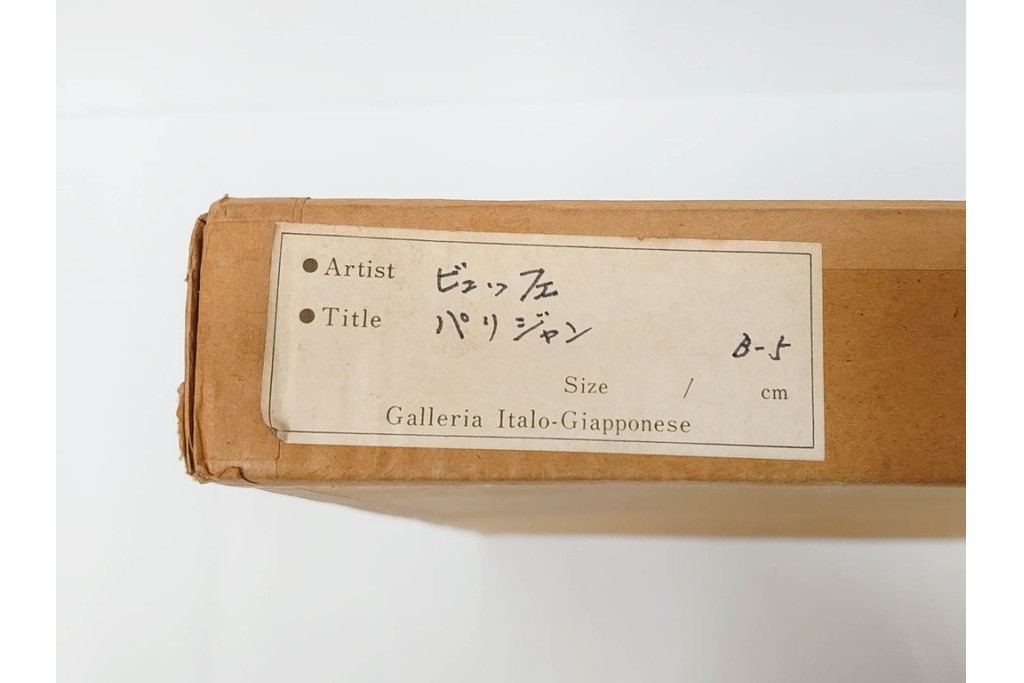 ● Artist ビュッフェ
● Title パリジャン
B-5
Size / cm
Galleria Italo-Giapponese